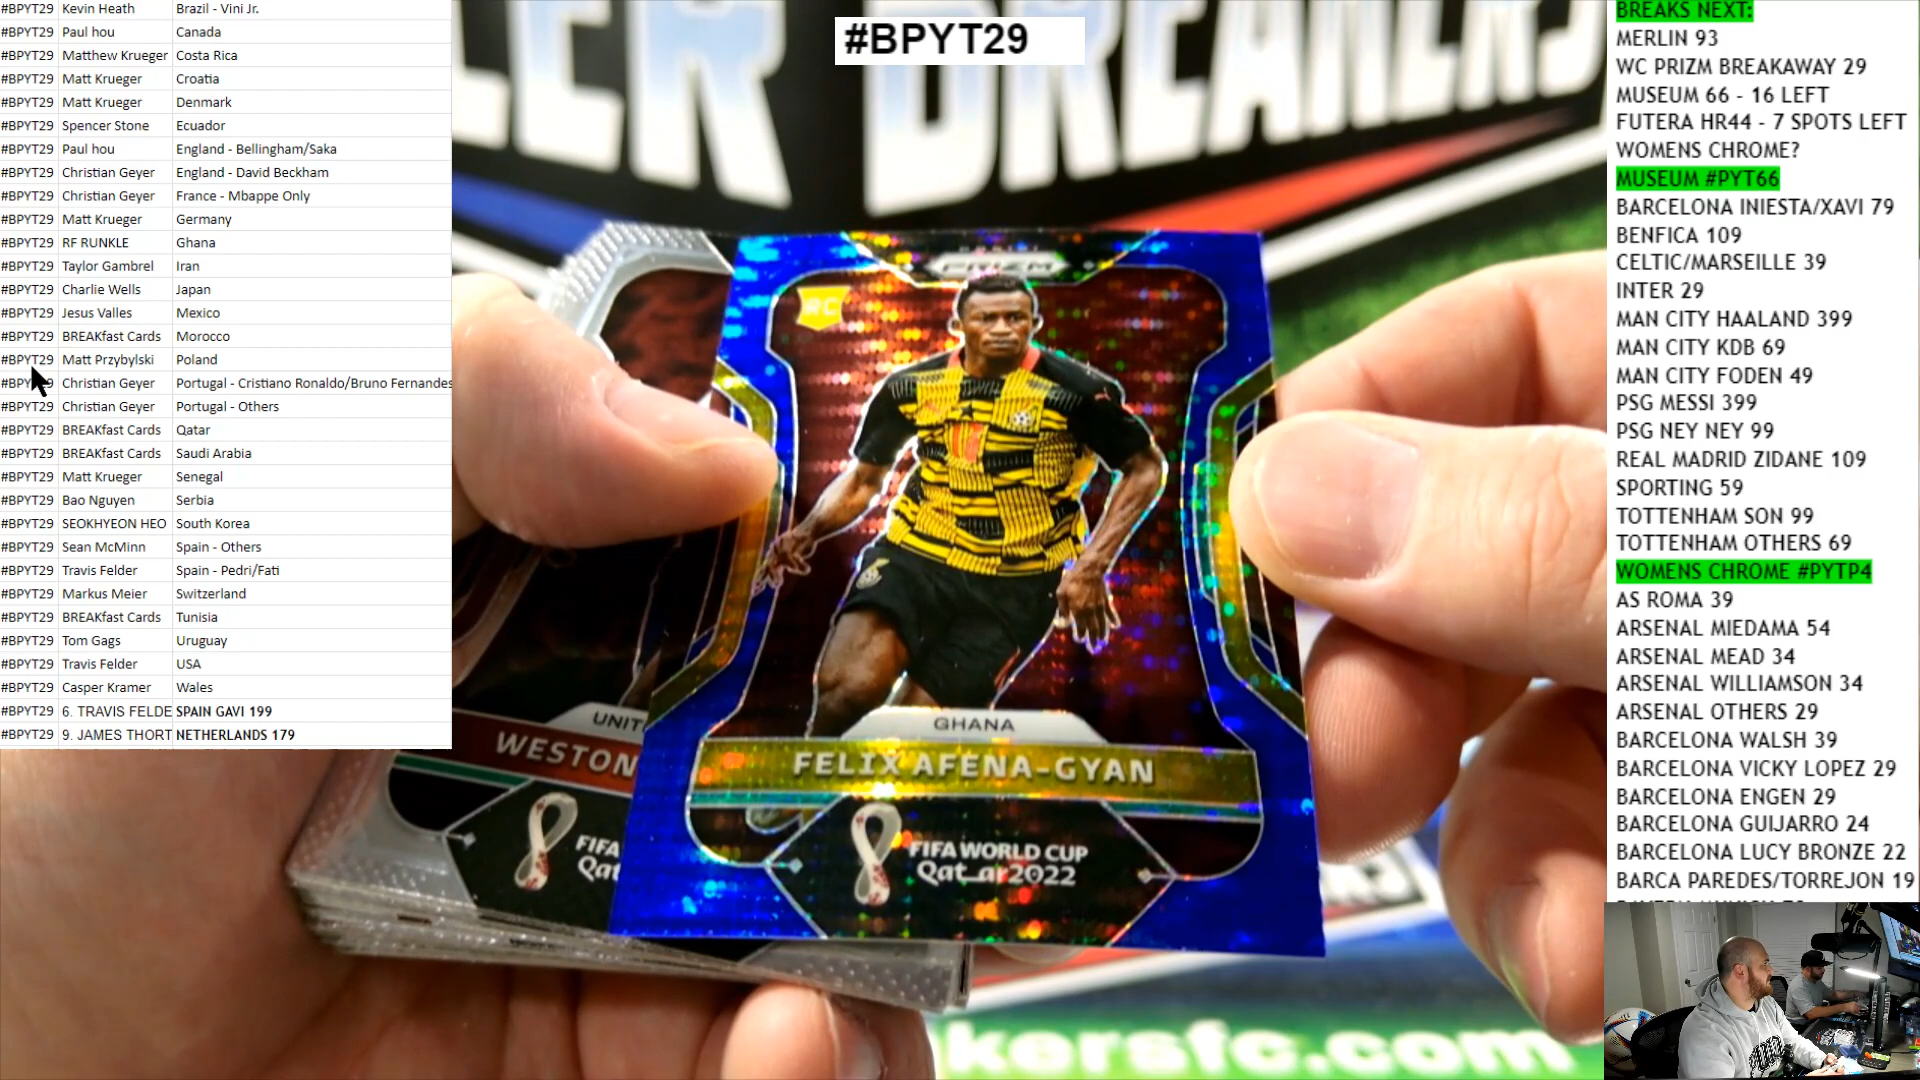 #BPYT29 Kevin Heath Brazil - Vini Jr.
#BPYT29 Paul hou Canada
#BPYT29 Matthew Krueger Costa Rica
#BPYT29 Matt Krueger Croatia
#BPYT29 Matt Krueger Denmark
#BPYT29 Spencer Stone Ecuador
#BPYT29 Paul hou England - Bellingham/Saka
#BPYT29 Christian Geyer England - David Beckham
#BPYT29 Christian Geyer France - Mbappe Only
#BPYT29 Matt Krueger Germany
#BPYT29 RF RUNKLE Ghana
#BPYT29 Taylor Gambrel Iran
#BPYT29 Charlie Wells Japan
#BPYT29 Jesus Valles Mexico
#BPYT29 BREAKfast Cards Morocco
#BPYT29 Matt Przybylski Poland
Christian Geyer Portugal - Cristiano Ronaldo/Bruno Fernandes
#BPYT29 Christian Geyer Portugal - Others
#BPYT29 BREAKfast Cards Qatar
#BPYT29 BREAKfast Cards Saudi Arabia
#BPYT29 Matt Krueger Senegal
#BPYT29 Bao Nguyen Serbia
#BPYT29 SEOKHYEON HEO South Korea
#BPYT29 Sean McMinn Spain - Others
#BPYT29 Travis Felder Spain - Pedri/Fati
#BPYT29 Markus Meier Switzerland
#BPYT29 BREAKfast Cards Tunisia
#BPYT29 Tom Gags Uruguay
#BPYT29 Travis Felder USA
#BPYT29 Casper Kramer Wales
#BPYT29 6. TRAVIS FELDE SPAIN GAVI 199
#BPYT29 9. JAMES THORT NETHERLANDS 179
#BPYT29
LER BREAKERS
PRIZM
RC
GHANA
FELIX AFENA-GYAN
FIFA WORLD CUP
Qatar2022
UNIT
WESTON
FIFA
Qat
kersfc.com
BREAKS NEXT:
MERLIN 93
WC PRIZM BREAKAWAY 29
MUSEUM 66 - 16 LEFT
FUTERA HR44 - 7 SPOTS LEFT
WOMENS CHROME?
MUSEUM #PYT66
BARCELONA INIESTA/XAVI 79
BENFICA 109
CELTIC/MARSEILLE 39
INTER 29
MAN CITY HAALAND 399
MAN CITY KDB 69
MAN CITY FODEN 49
PSG MESSI 399
PSG NEY NEY 99
REAL MADRID ZIDANE 109
SPORTING 59
TOTTENHAM SON 99
TOTTENHAM OTHERS 69
WOMENS CHROME #PYTP4
AS ROMA 39
ARSENAL MIEDAMA 54
ARSENAL MEAD 34
ARSENAL WILLIAMSON 34
ARSENAL OTHERS 29
BARCELONA WALSH 39
BARCELONA VICKY LOPEZ 29
BARCELONA ENGEN 29
BARCELONA GUIJARRO 24
BARCELONA LUCY BRONZE 22
BARCA PAREDES/TORREJON 19